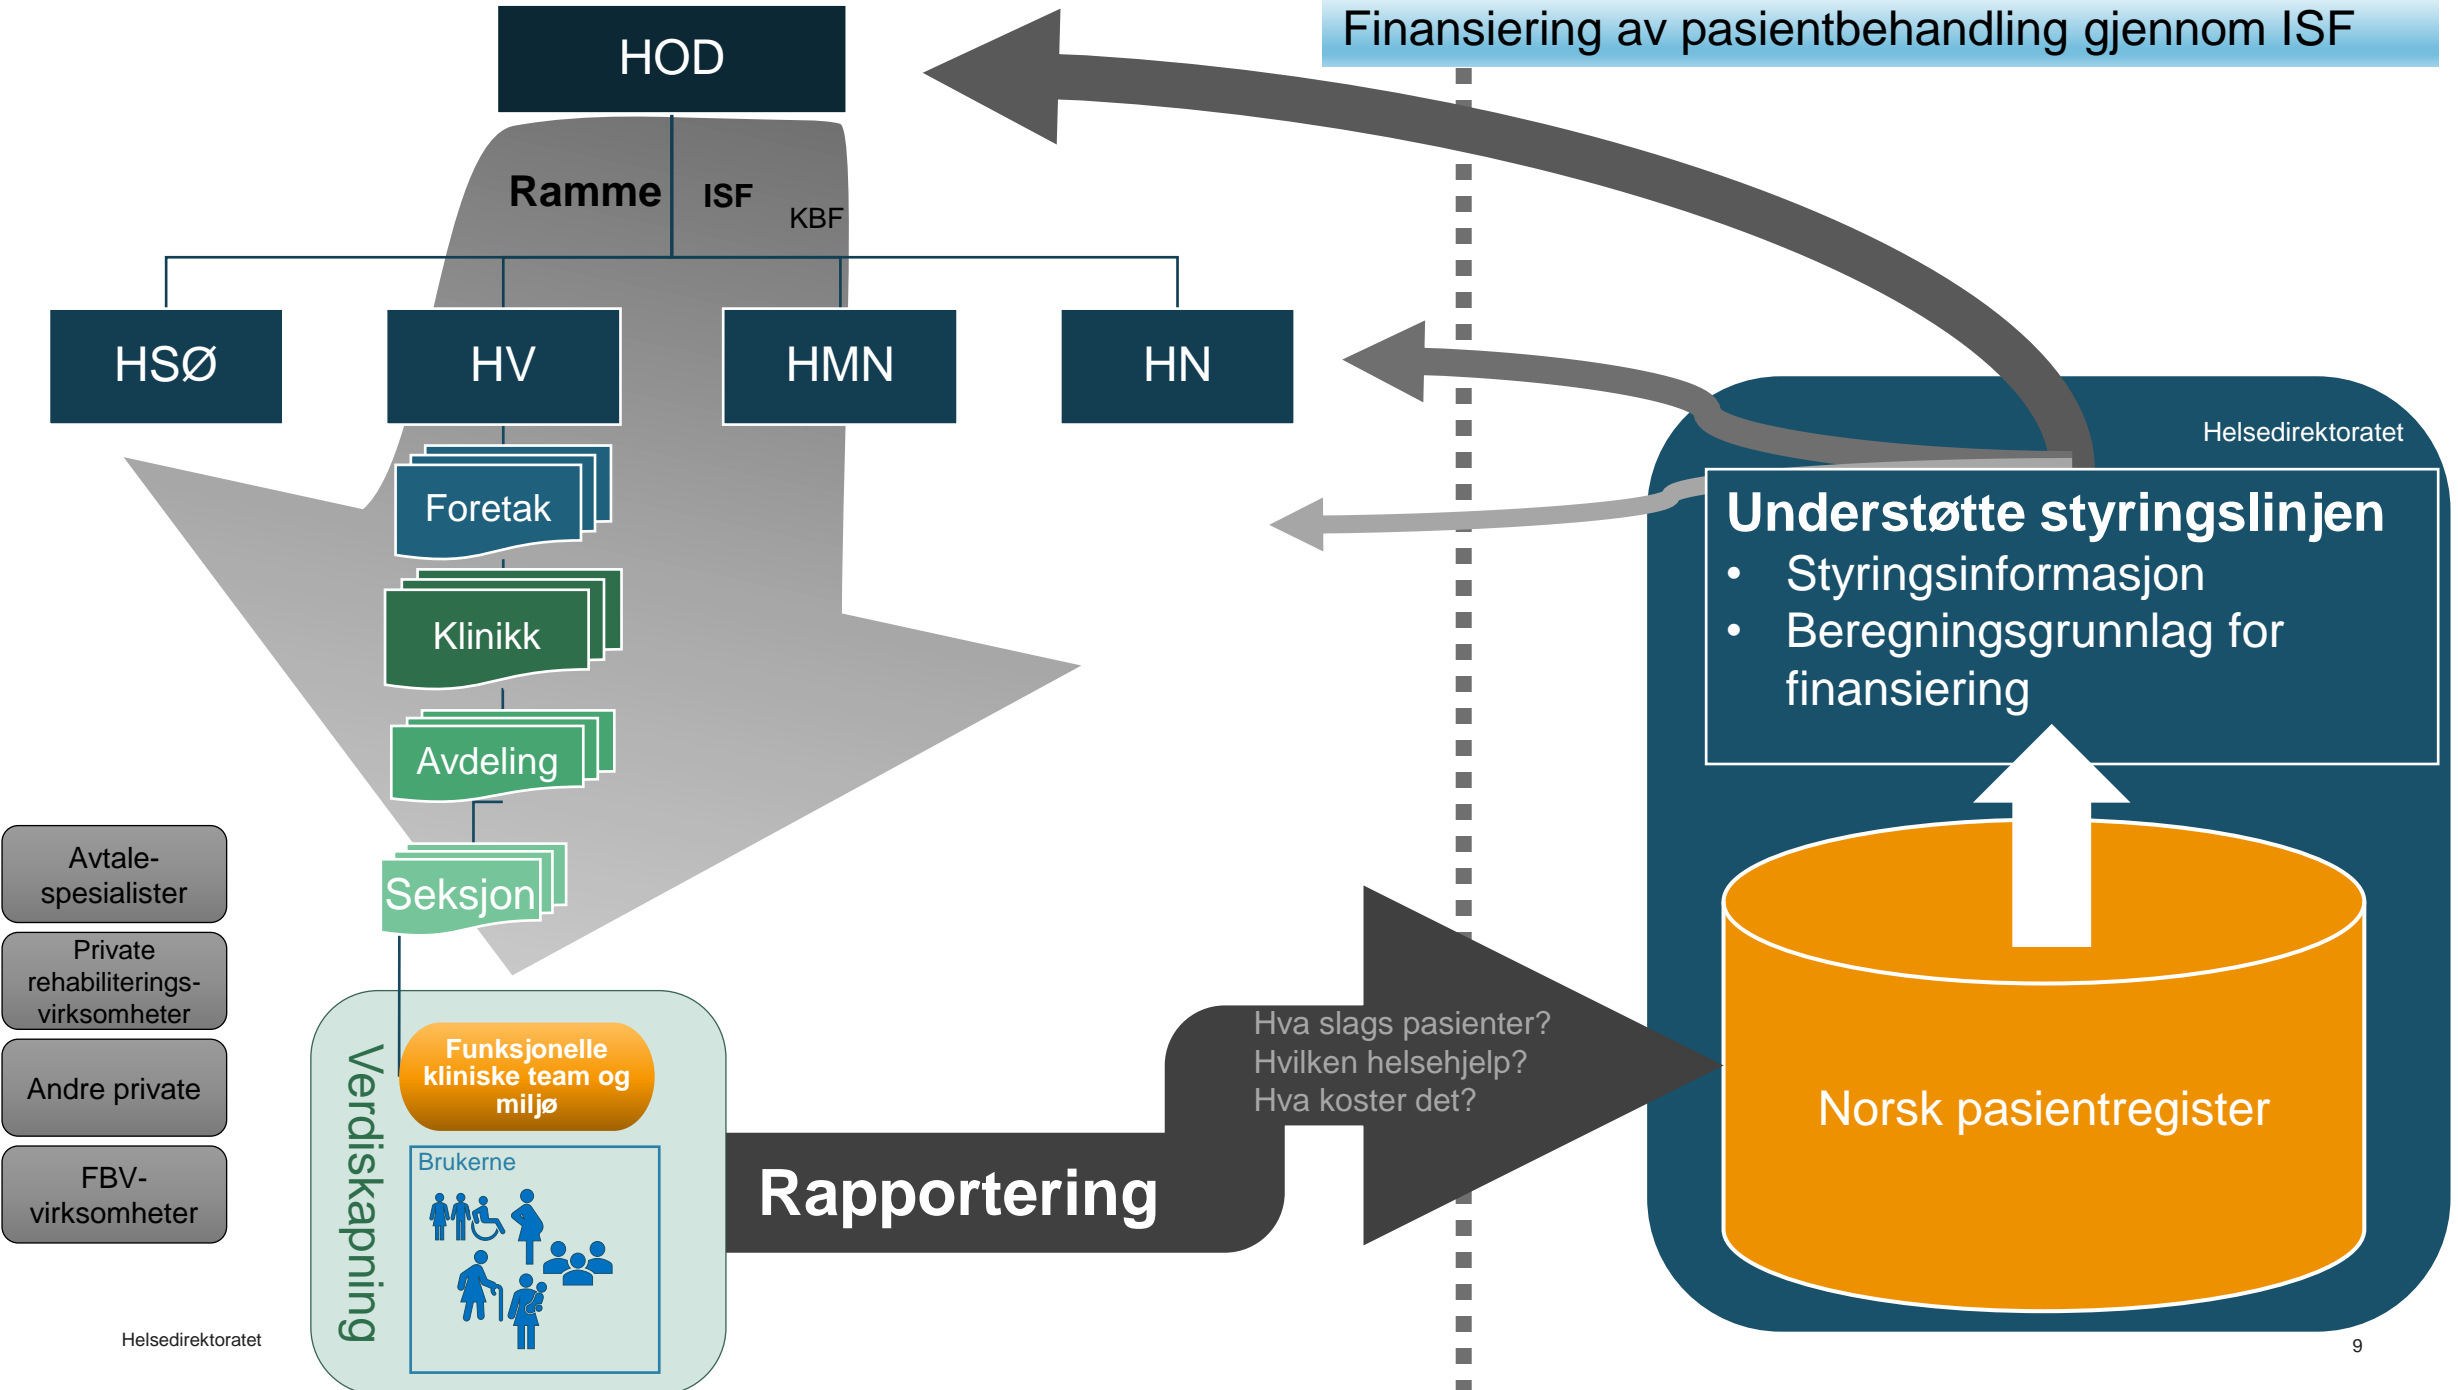 Finansiering av pasientbehandling gjennom ISF
HOD
Ramme
ISF
KBF
HSØ
HV
HMN
HN
Foretak
Klinikk
Avdeling
Seksjon
Avtale-
spesialister
Private
rehabiliterings-
virksomheter
Andre private
FBV-
virksomheter
Verdiskapning
Funksjonelle
kliniske team og
miljø
Brukerne
Rapportering
Hva slags pasienter?
Hvilken helsehjelp?
Hva koster det?
Helsedirektoratet
Understøtte styringslinjen
• Styringsinformasjon
• Beregningsgrunnlag for
finansiering
Norsk pasientregister
Helsedirektoratet
9